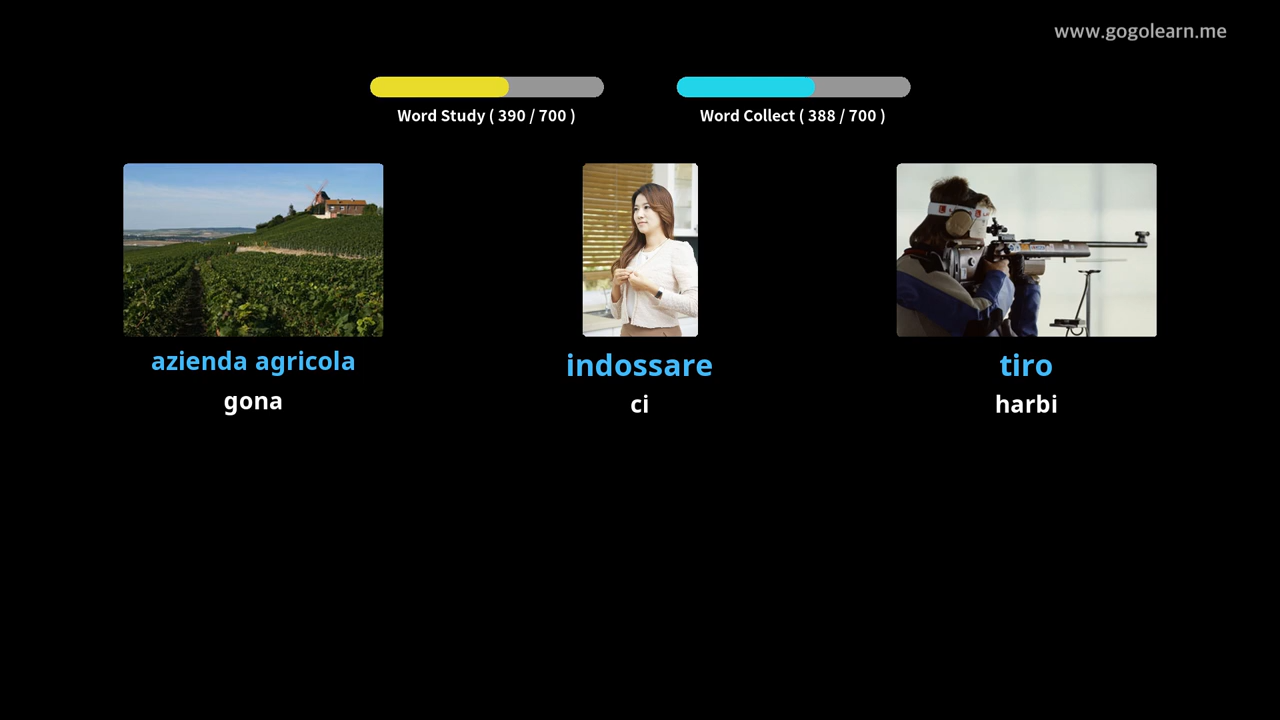 www.gogolearn.me
Word Study ( 390 / 700 )
Word Collect ( 388 / 700 )
azienda agricola
gona
indossare
ci
tiro
harbi